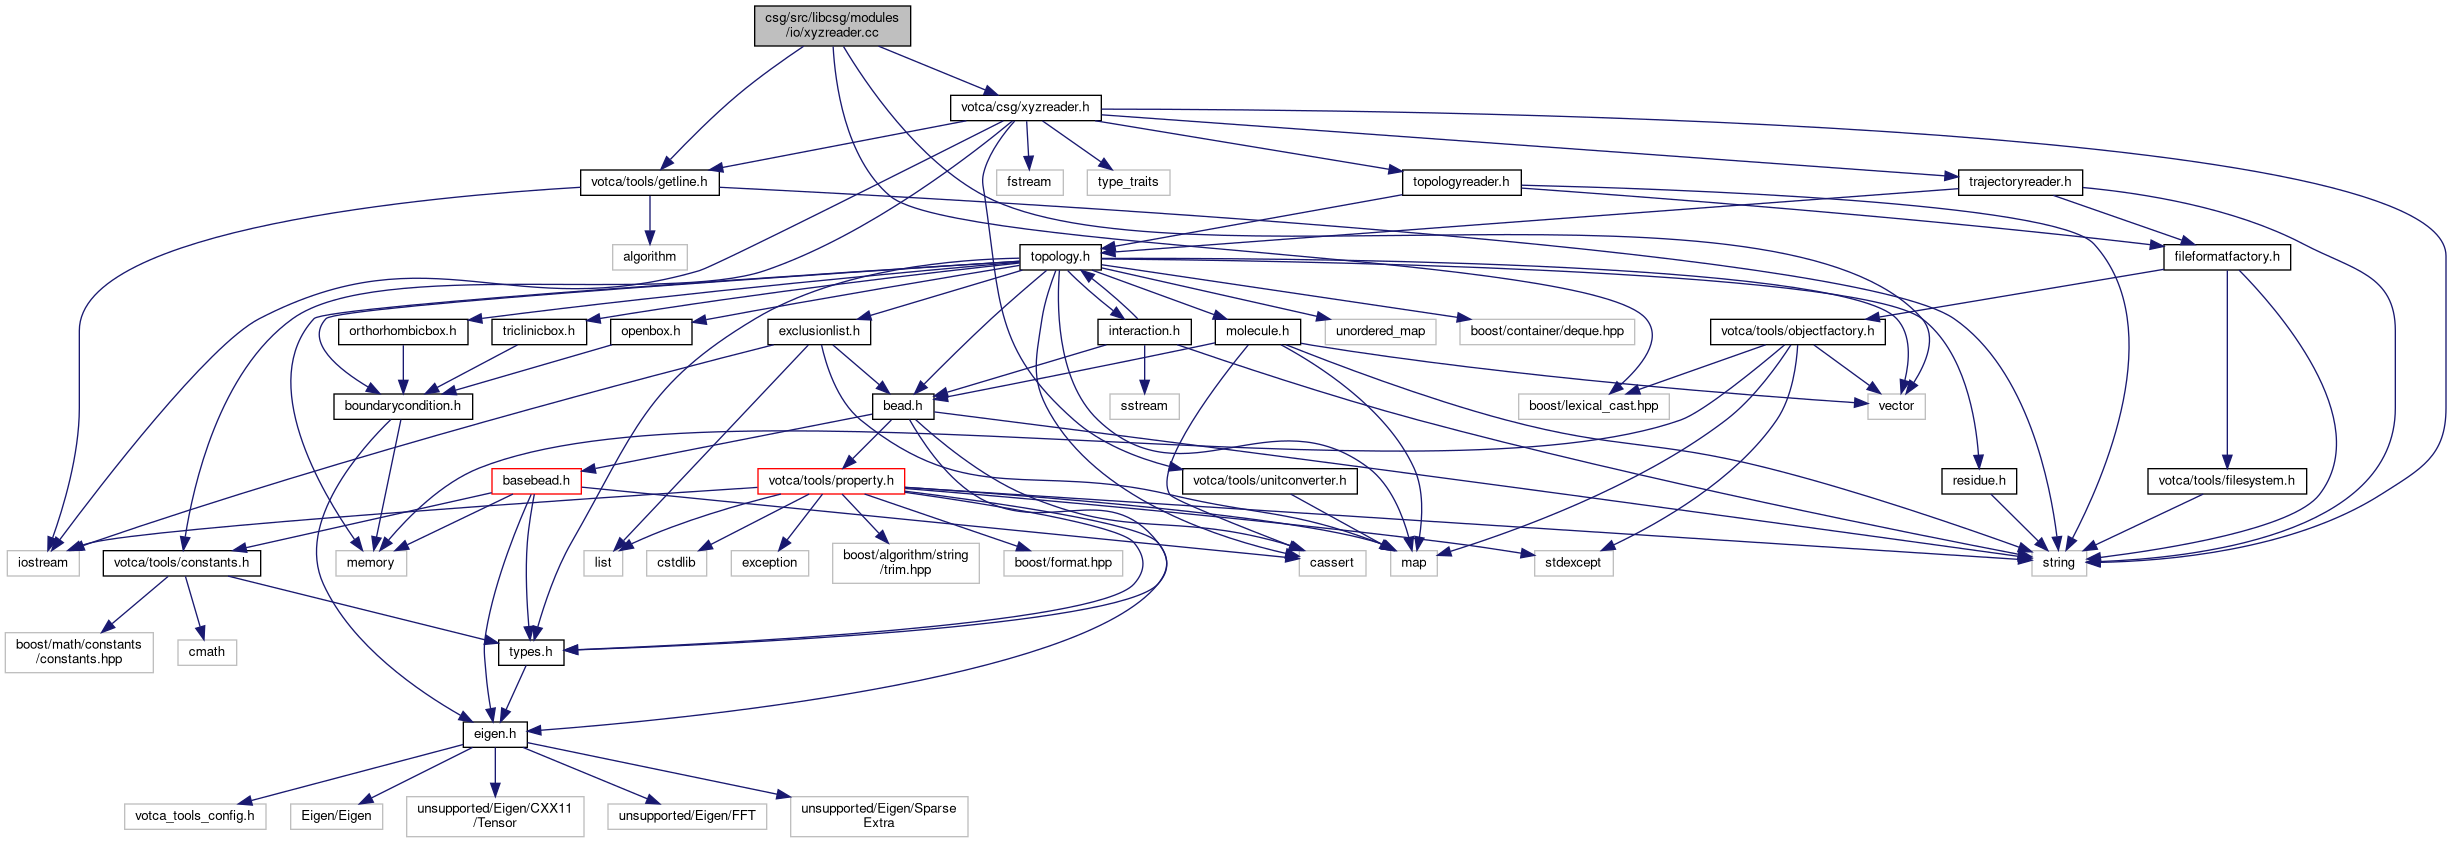 csg/src/libcsg/modules
/io/xyzreader.cc
votca/csg/xyzreader.h
votca/tools/getline.h
fstream
type_traits
topologyreader.h
trajectoryreader.h
algorithm
topology.h
fileformatfactory.h
orthorhombicbox.h
triclinicbox.h
openbox.h
exclusionlist.h
interaction.h
molecule.h
unordered_map
boost/container/deque.hpp
votca/tools/objectfactory.h
boundarycondition.h
bead.h
sstream
boost/lexical_cast.hpp
vector
basebead.h
votca/tools/property.h
votca/tools/unitconverter.h
residue.h
votca/tools/filesystem.h
iostream
votca/tools/constants.h
memory
list
cstdlib
exception
boost/algorithm/string
/trim.hpp
boost/format.hpp
cassert
map
stdexcept
string
boost/math/constants
/constants.hpp
cmath
types.h
eigen.h
votca_tools_config.h
Eigen/Eigen
unsupported/Eigen/CXX11
/Tensor
unsupported/Eigen/FFT
unsupported/Eigen/Sparse
Extra